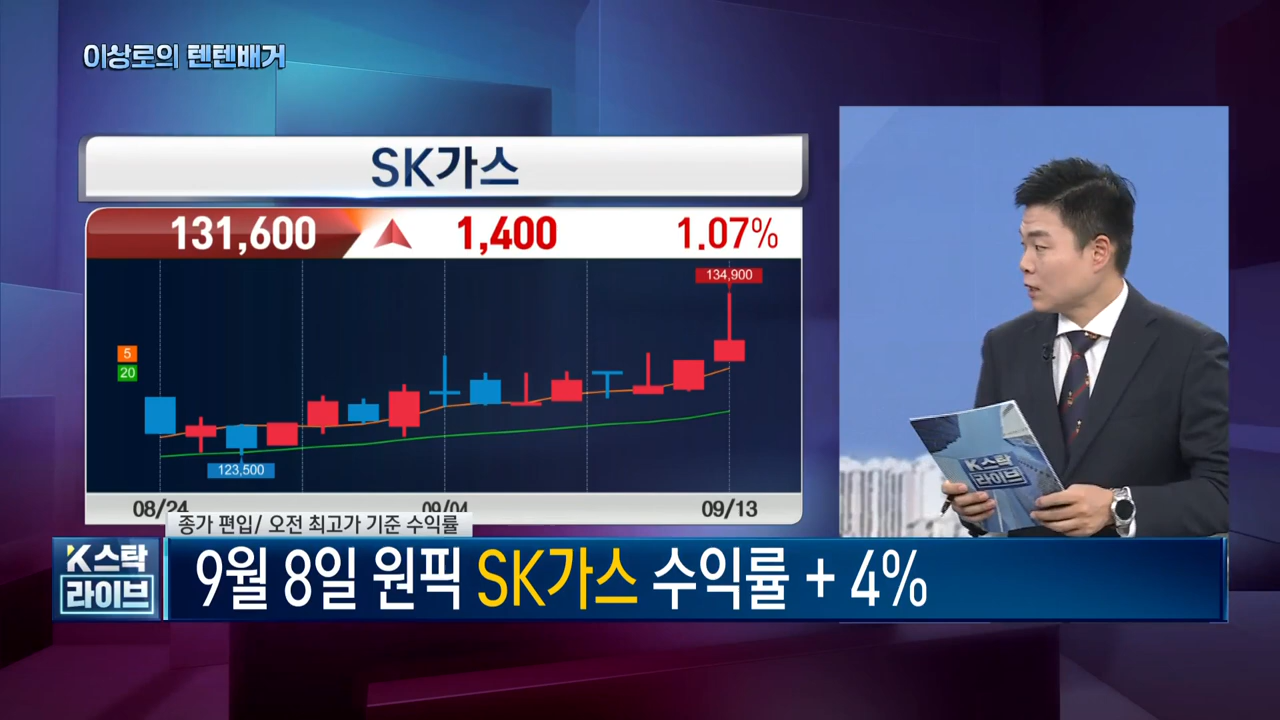 이상로의 텐텐배거
SK가스
131,600 1,400 1.07%
134,900
5
20
123,500
08/24 09/04 09/13
종가 편입/ 오전 최고가 기준 수익률
K스탁
라이브
9월 8일 원픽 SK가스 수익률 + 4%
K스탁
라이브